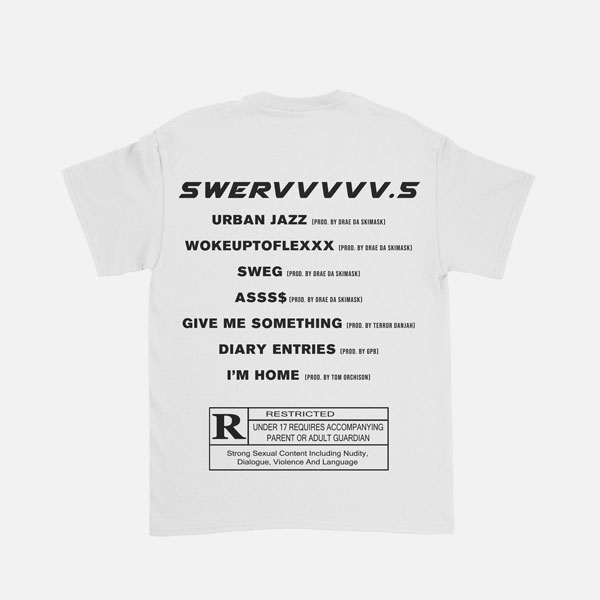 SWERVVVVV.5
URBAN JAZZ [PROD. BY DRAE DA SKIMASK]
WOKEUPTOFLEXXX [PROD. BY DRAE DA SKIMASK]
SWEG [PROD. BY DRAE DA SKIMASK]
ASSS$ [PROD. BY DRAE DA SKIMASK]
GIVE ME SOMETHING [PROD. BY TERROR DANJAH]
DIARY ENTRIES [PROD. BY GPB]
I'M HOME [PROD. BY TOM ORCHISON]
R
RESTRICTED
UNDER 17 REQUIRES ACCOMPANYING
PARENT OR ADULT GUARDIAN
Strong Sexual Content Including Nudity,
Dialogue, Violence And Language